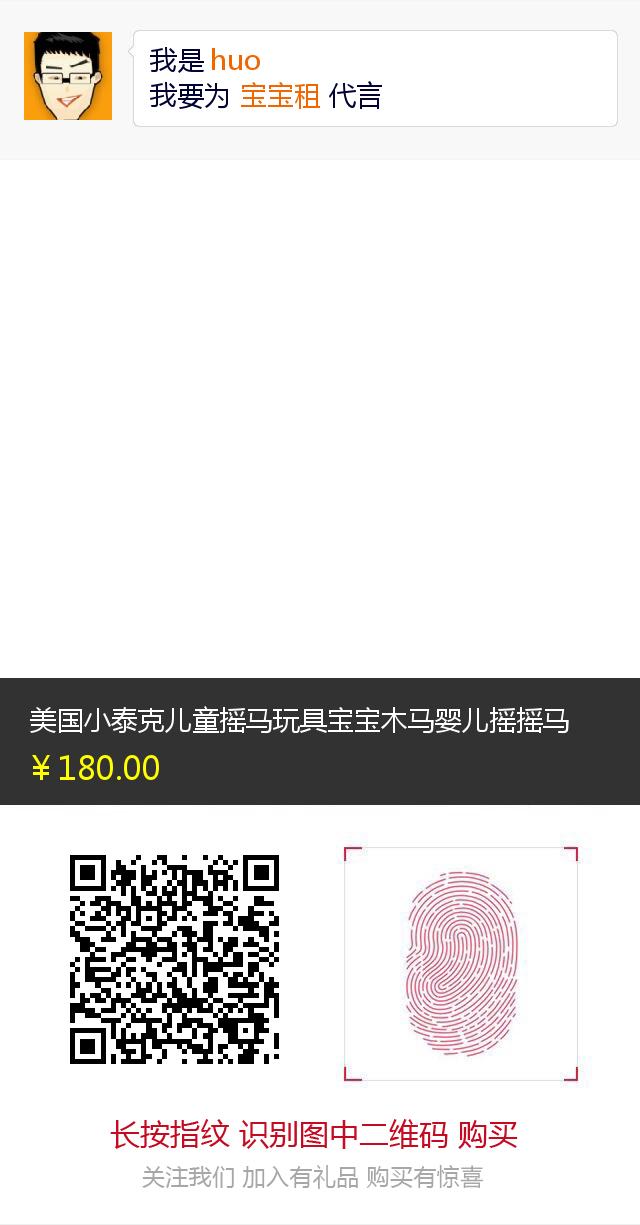 我是 huo
我要为 宝宝租 代言
美国小泰克儿童摇马玩具宝宝木马婴儿摇摇马
￥180.00
长按指纹 识别图中二维码 购买
关注我们 加入有礼品 购买有惊喜